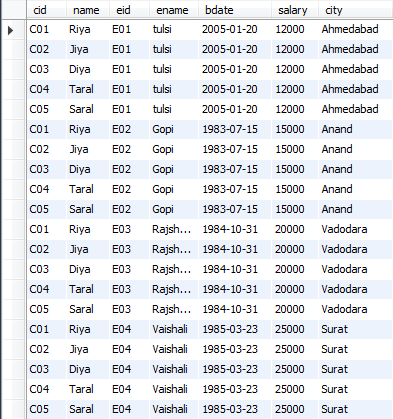 cid name eid ename bdate salary city
C01 Riya E01 tulsi 2005-01-20 12000 Ahmedabad
C02 Jiya E01 tulsi 2005-01-20 12000 Ahmedabad
C03 Diya E01 tulsi 2005-01-20 12000 Ahmedabad
C04 Taral E01 tulsi 2005-01-20 12000 Ahmedabad
C05 Saral E01 tulsi 2005-01-20 12000 Ahmedabad
C01 Riya E02 Gopi 1983-07-15 15000 Anand
C02 Jiya E02 Gopi 1983-07-15 15000 Anand
C03 Diya E02 Gopi 1983-07-15 15000 Anand
C04 Taral E02 Gopi 1983-07-15 15000 Anand
C05 Saral E02 Gopi 1983-07-15 15000 Anand
C01 Riya E03 Rajsh... 1984-10-31 20000 Vadodara
C02 Jiya E03 Rajsh... 1984-10-31 20000 Vadodara
C03 Diya E03 Rajsh... 1984-10-31 20000 Vadodara
C04 Taral E03 Rajsh... 1984-10-31 20000 Vadodara
C05 Saral E03 Rajsh... 1984-10-31 20000 Vadodara
C01 Riya E04 Vaishali 1985-03-23 25000 Surat
C02 Jiya E04 Vaishali 1985-03-23 25000 Surat
C03 Diya E04 Vaishali 1985-03-23 25000 Surat
C04 Taral E04 Vaishali 1985-03-23 25000 Surat
C05 Saral E04 Vaishali 1985-03-23 25000 Surat